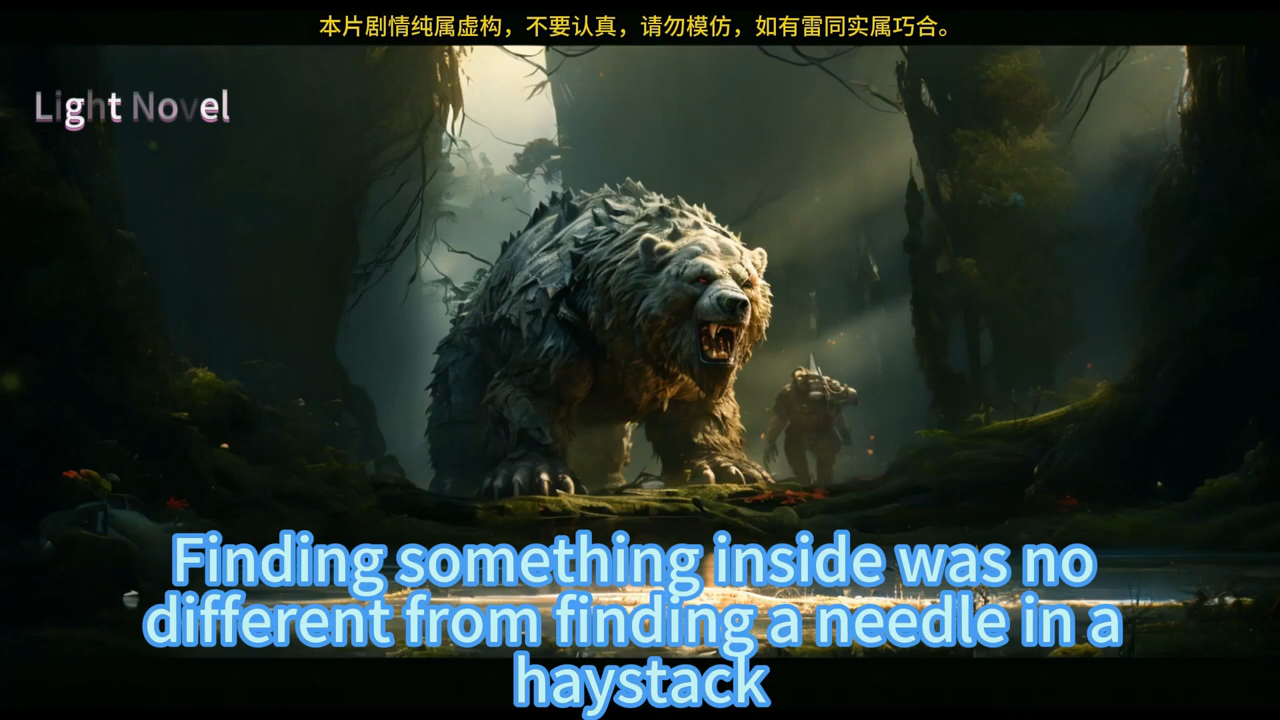 本片剧情纯属虚构，不要认真，请勿模仿，如有雷同实属巧合。
Light Novel
Finding something inside was no
different from finding a needle in a
haystack